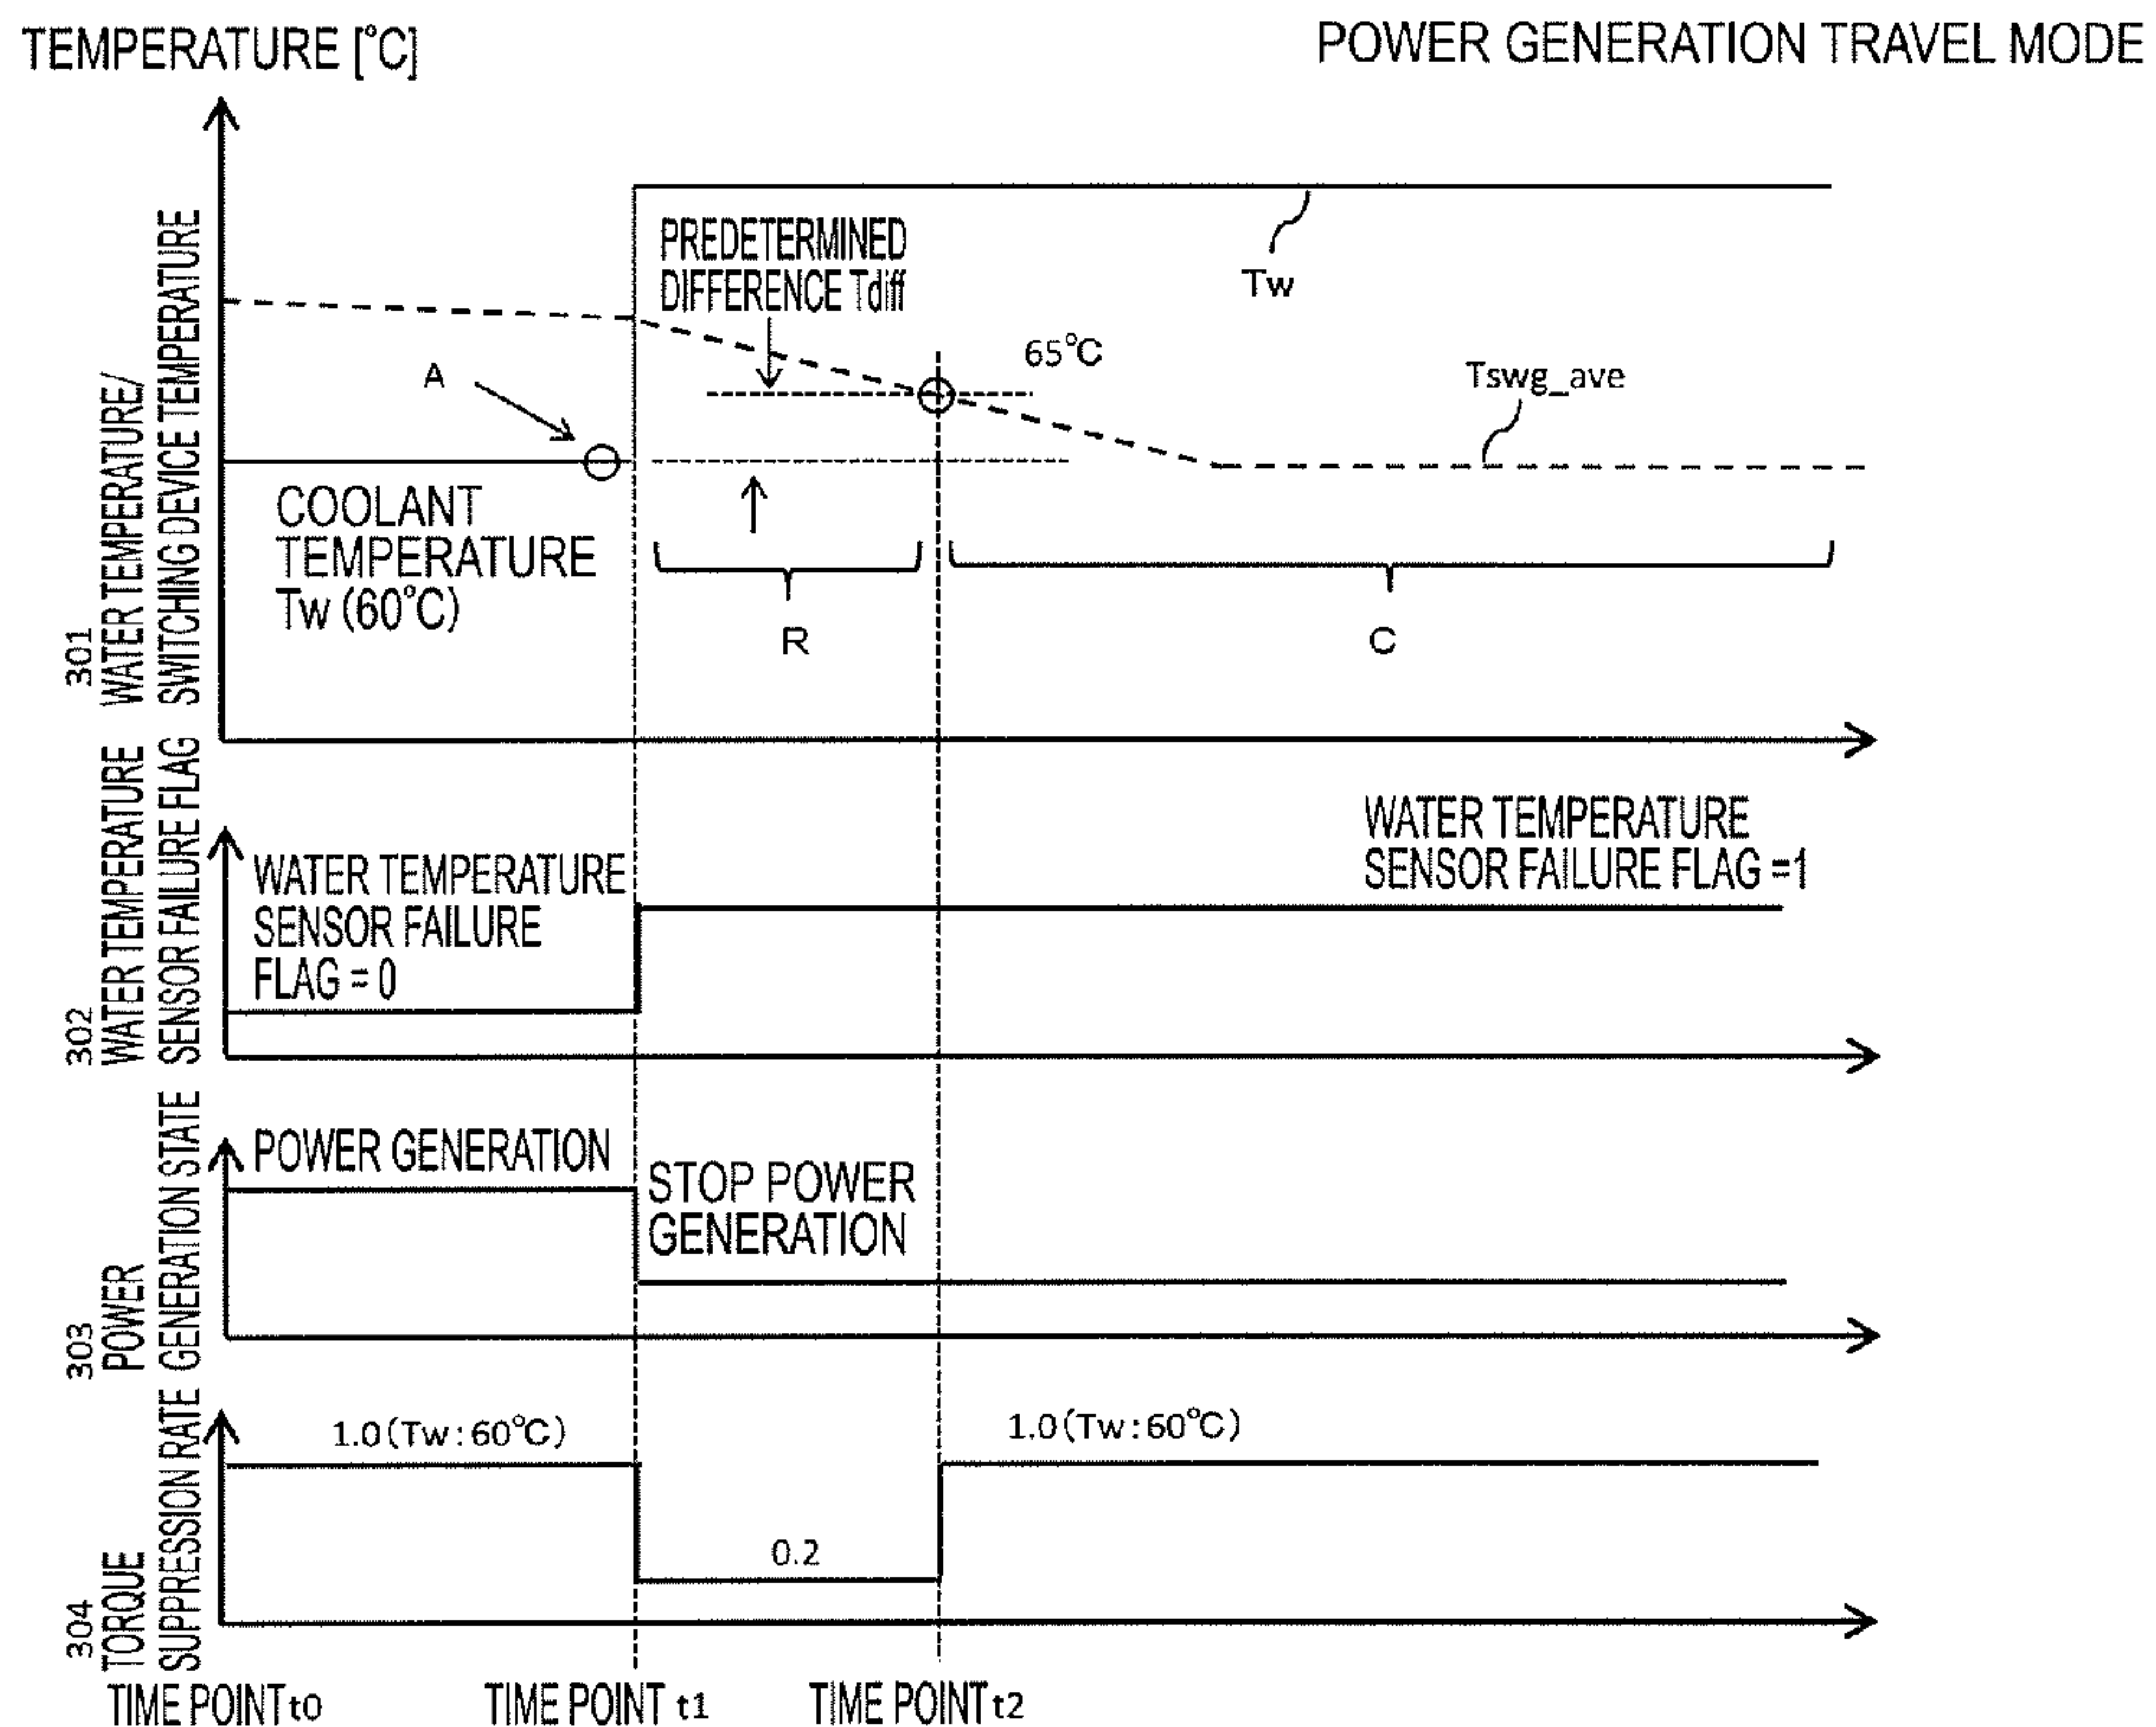 TEMPERATURE [°C]
POWER GENERATION TRAVEL MODE
301
WATER TEMPERATURE/
SWITCHING DEVICE TEMPERATURE
PREDETERMINED
DIFFERENCE Tdiff
Tw
A
65°C
Tswg_ave
COOLANT
TEMPERATURE
Tw (60°C)
R
C
302
WATER TEMPERATURE
SENSOR FAILURE FLAG
WATER TEMPERATURE
SENSOR FAILURE
FLAG = 0
WATER TEMPERATURE
SENSOR FAILURE FLAG =1
303
POWER
GENERATION STATE
POWER GENERATION
STOP POWER
GENERATION
304
TORQUE
SUPPRESSION RATE
1.0 (Tw : 60°C)
0.2
1.0 (Tw : 60°C)
TIME POINT t0
TIME POINT t1
TIME POINT t2